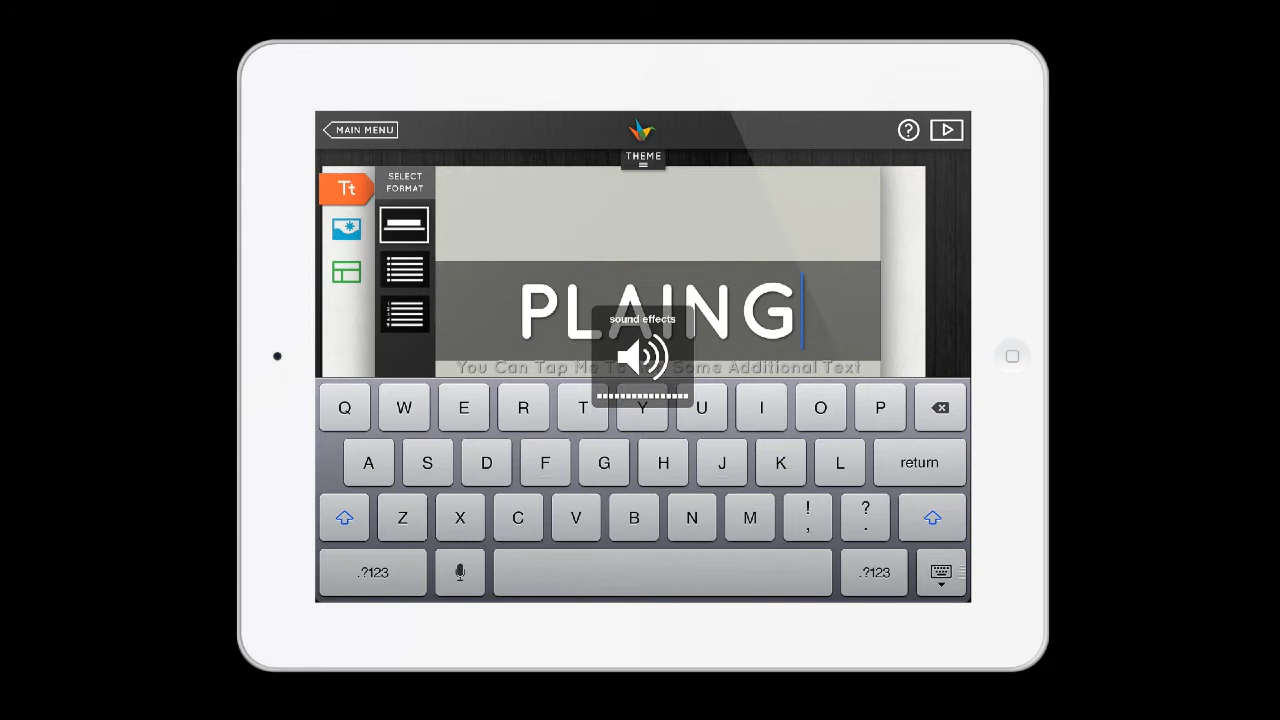 MAIN MENU
THEME
?
Tt
SELECT
FORMAT
PLAING
sound effects
You Can Tap Me To Some Additional Text
Q W E R T Y U I O P
A S D F G H J K L return
Z X C V B N M ! , ? .
.?123 .?123